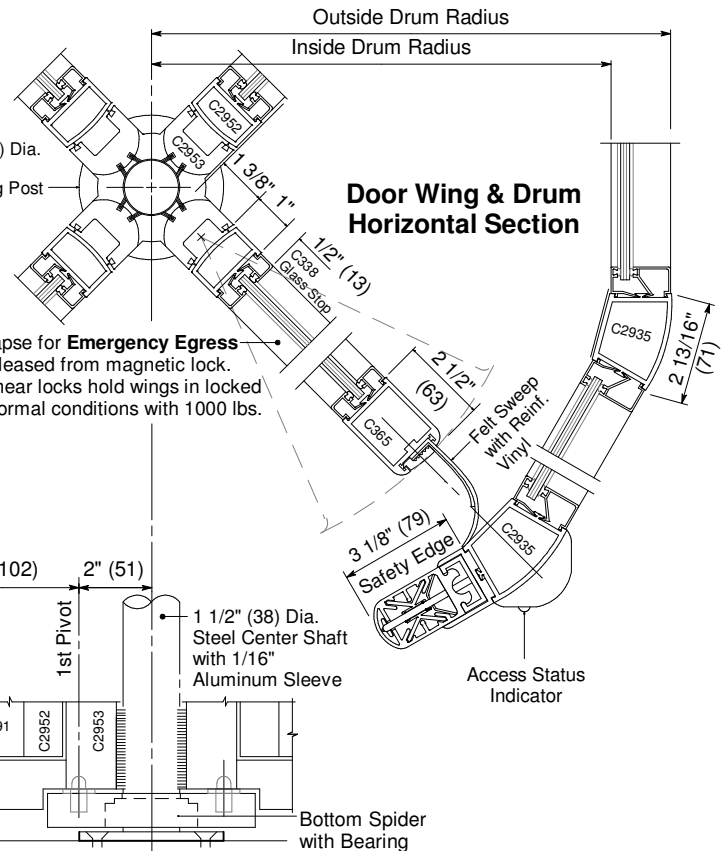 Outside Drum Radius
Inside Drum Radius
C2952
C2953
) Dia.
g Post
1 3/8"
1"
Door Wing & Drum
Horizontal Section
1/2" (13)
C338
Glass Stop
apse for Emergency Egress
leased from magnetic lock.
hear locks hold wings in locked
ormal conditions with 1000 lbs.
C2935
2 13/16"
(71)
2 1/2"
(63)
C365
Felt Sweep
with Reinf.
Vinyl
C2935
3 1/8" (79)
Safety Edge
Access Status
Indicator
102)
2" (51)
1st Pivot
1 1/2" (38) Dia.
Steel Center Shaft
with 1/16"
Aluminum Sleeve
91
C2952
C2953
Bottom Spider
with Bearing